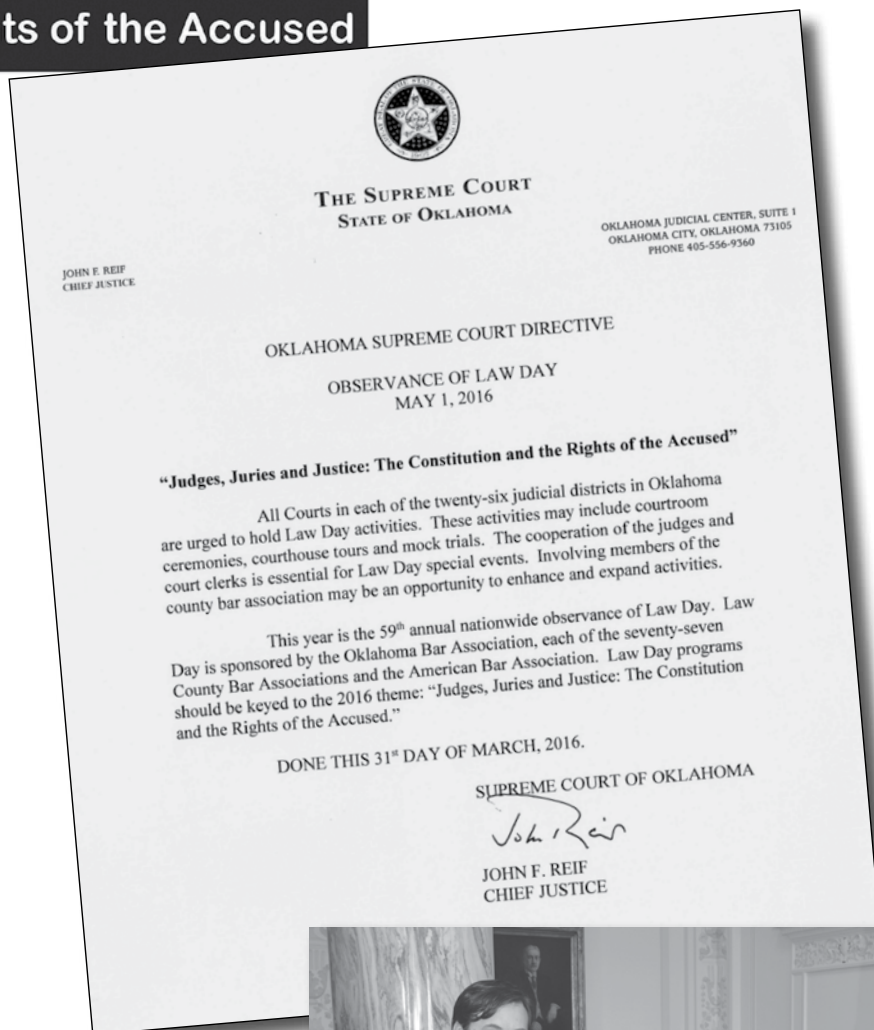 ts of the Accused
THE SUPREME COURT
STATE OF OKLAHOMA
OKLAHOMA JUDICIAL CENTER, SUITE 1
OKLAHOMA CITY, OKLAHOMA 73105
PHONE 405-556-9360
JOHN F. REIF
CHIEF JUSTICE
OKLAHOMA SUPREME COURT DIRECTIVE
OBSERVANCE OF LAW DAY
MAY 1, 2016
“Judges, Juries and Justice: The Constitution and the Rights of the Accused”
All Courts in each of the twenty-six judicial districts in Oklahoma
are urged to hold Law Day activities. These activities may include courtroom
ceremonies, courthouse tours and mock trials. The cooperation of the judges and
court clerks is essential for Law Day special events. Involving members of the
county bar association may be an opportunity to enhance and expand activities.
This year is the 59th annual nationwide observance of Law Day. Law
Day is sponsored by the Oklahoma Bar Association, each of the seventy-seven
County Bar Associations and the American Bar Association. Law Day programs
should be keyed to the 2016 theme: “Judges, Juries and Justice: The Constitution
and the Rights of the Accused.”
DONE THIS 31st DAY OF MARCH, 2016.
SUPREME COURT OF OKLAHOMA
John Reif
JOHN F. REIF
CHIEF JUSTICE